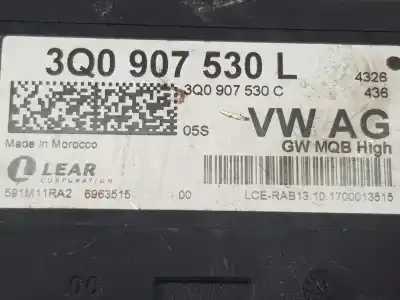 3Q0 907 530 L
3Q0 907 530 C
4326
436
05S
VW AG
GW MQB High
Made in Morocco
LEAR
CORPORATION
591M11RA2 6963515 00
LCE-RAB13.10.1700013515